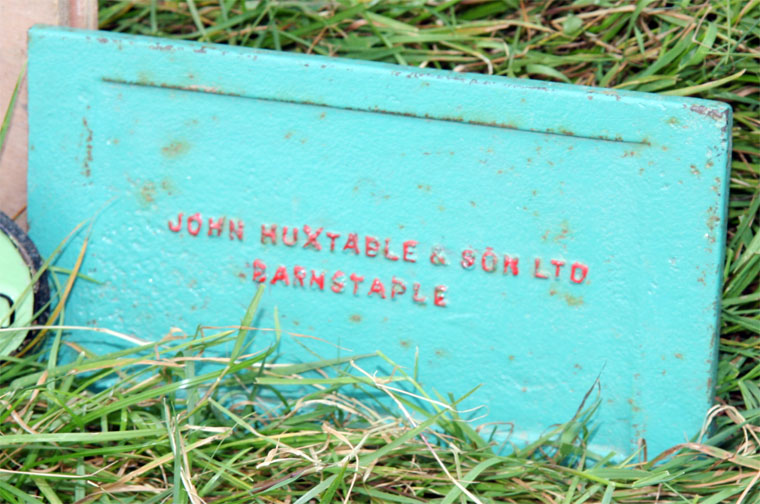 JOHN HUXTABLE & SON LTD
BARNSTAPLE